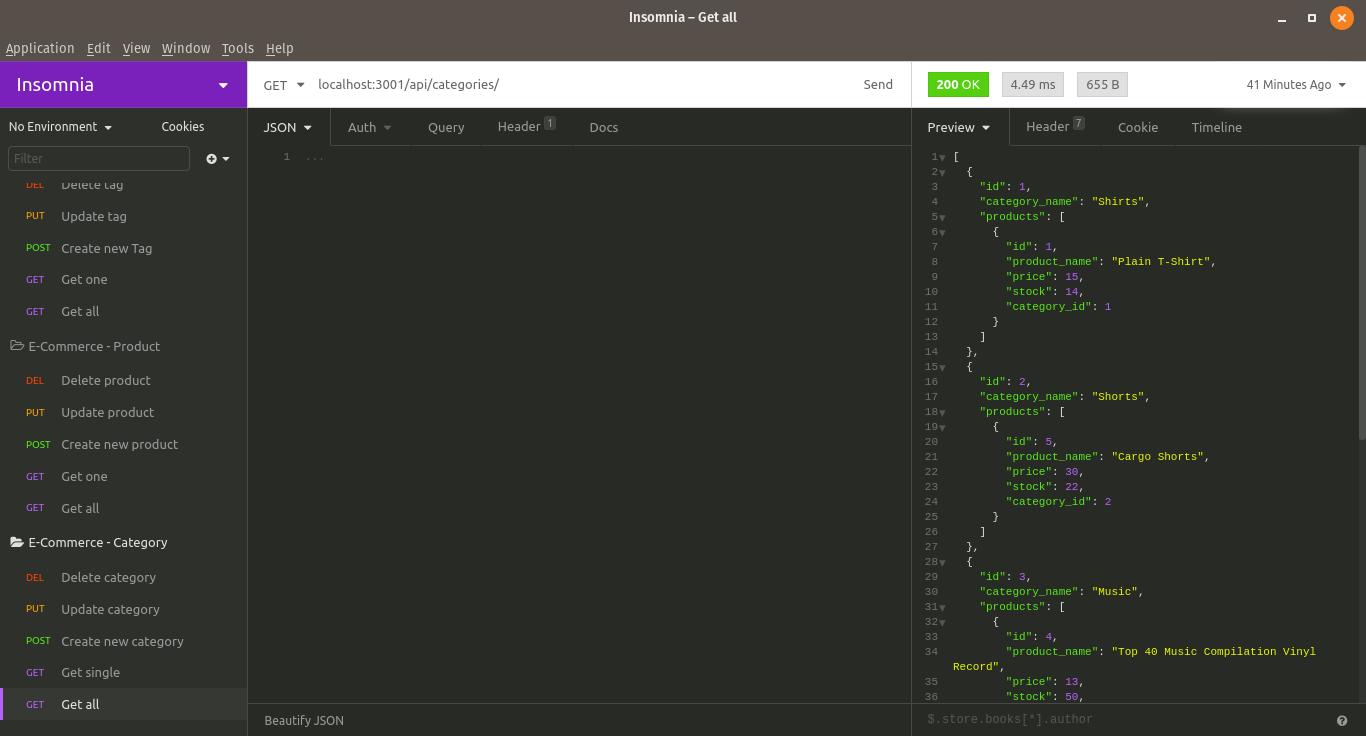 Insomnia – Get all
Application Edit View Window Tools Help
Insomnia
GET localhost:3001/api/categories/ Send
200 OK 4.49 ms 655 B 41 Minutes Ago
No Environment Cookies
JSON Auth Query Header 1 Docs
Preview Header 7 Cookie Timeline
Filter
DEL Delete tag
PUT Update tag
POST Create new Tag
GET Get one
GET Get all
E-Commerce - Product
DEL Delete product
PUT Update product
POST Create new product
GET Get one
GET Get all
E-Commerce - Category
DEL Delete category
PUT Update category
POST Create new category
GET Get single
GET Get all
1 ...
Beautify JSON
1 [
2 {
3 "id": 1,
4 "category_name": "Shirts",
5 "products": [
6 {
7 "id": 1,
8 "product_name": "Plain T-Shirt",
9 "price": 15,
10 "stock": 14,
11 "category_id": 1
12 }
13 ]
14 },
15 {
16 "id": 2,
17 "category_name": "Shorts",
18 "products": [
19 {
20 "id": 5,
21 "product_name": "Cargo Shorts",
22 "price": 30,
23 "stock": 22,
24 "category_id": 2
25 }
26 ]
27 },
28 {
29 "id": 3,
30 "category_name": "Music",
31 "products": [
32 {
33 "id": 4,
34 "product_name": "Top 40 Music Compilation Vinyl
Record",
35 "price": 13,
36 "stock": 50,
$.store.books[*].author